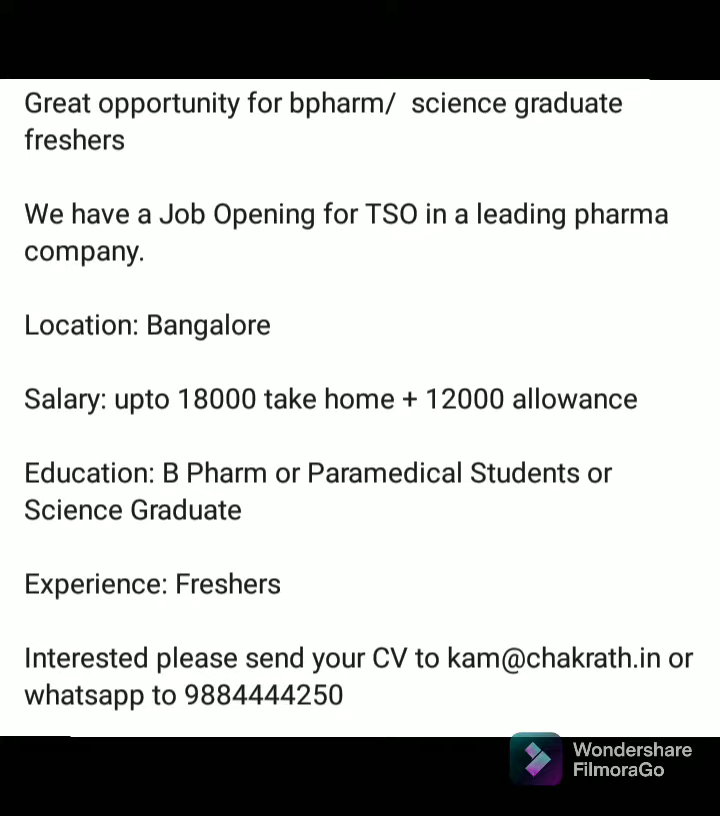 Great opportunity for bpharm/  science graduate
freshers
We have a Job Opening for TSO in a leading pharma
company.
Location: Bangalore
Salary: upto 18000 take home + 12000 allowance
Education: B Pharm or Paramedical Students or
Science Graduate
Experience: Freshers
Interested please send your CV to kam@chakrath.in or
whatsapp to 9884444250
Wondershare
FilmoraGo